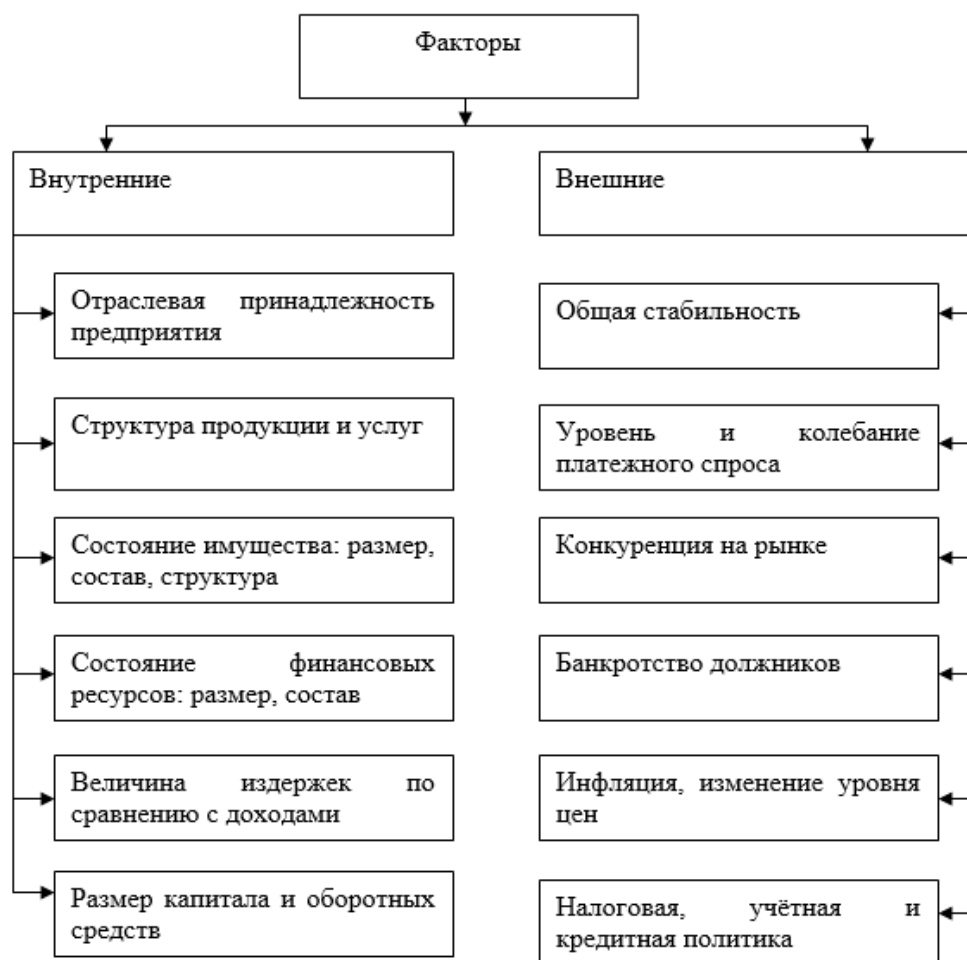 Факторы
Внутренние
Внешние
Отраслевая принадлежность
предприятия
Общая стабильность
Структура продукции и услуг
Уровень и колебание
платежного спроса
Состояние имущества: размер,
состав, структура
Конкуренция на рынке
Состояние финансовых
ресурсов: размер, состав
Банкротство должников
Величина издержек по
сравнению с доходами
Инфляция, изменение уровня
цен
Размер капитала и оборотных
средств
Налоговая, учётная и
кредитная политика